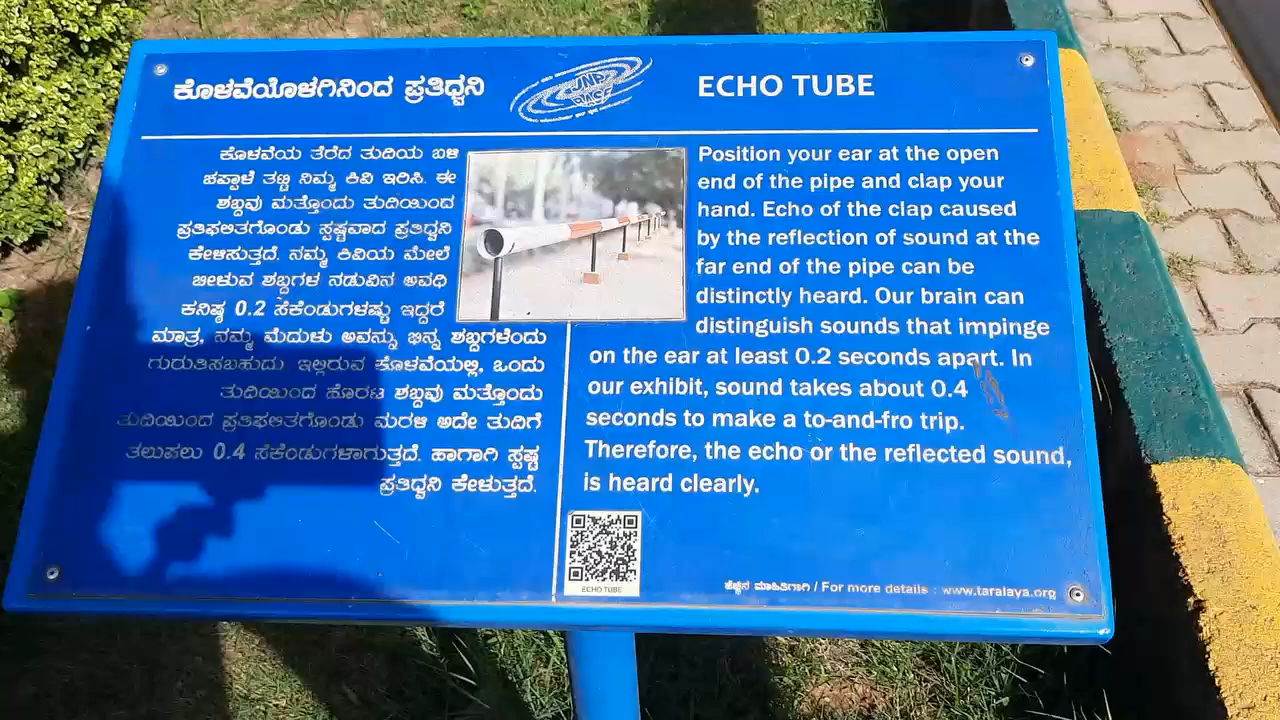 ಕೊಳವೆಯೊಳಗಿನಿಂದ ಪ್ರತಿಧ್ವನಿ
ECHO TUBE
ಕೊಳವೆಯ ತೆರೆದ ತುದಿಯ ಬಳಿ
ಚಪ್ಪಾಳೆ ತಟ್ಟಿ ನಿಮ್ಮ ಕಿವಿ ಇರಿಸಿ. ಈ
ಶಬ್ದವು ಮತ್ತೊಂದು ತುದಿಯಿಂದ
ಪ್ರತಿಫಲಿತಗೊಂಡು ಸ್ಪಷ್ಟವಾದ ಪ್ರತಿಧ್ವನಿ
ಕೇಳಿಸುತ್ತದೆ. ನಮ್ಮ ಕಿವಿಯ ಮೇಲೆ
ಬೀಳುವ ಶಬ್ದಗಳ ನಡುವಿನ ಅವಧಿ
ಕನಿಷ್ಠ 0.2 ಸೆಕೆಂಡುಗಳಷ್ಟು ಇದ್ದರೆ
ಮಾತ್ರ, ನಮ್ಮ ಮೆದುಳು ಅವನ್ನು ಭಿನ್ನ ಶಬ್ದಗಳೆಂದು
ಗುರುತಿಸಬಹುದು ಇಲ್ಲಿರುವ ಕೊಳವೆಯಲ್ಲಿ, ಒಂದು
ತುದಿಯಿಂದ ಹೊರಟ ಶಬ್ದವು ಮತ್ತೊಂದು
ತುದಿಯಿಂದ ಪ್ರತಿಫಲಿತಗೊಂಡು ಮರಳಿ ಅದೇ ತುದಿಗೆ
ತಲುಪಲು 0.4 ಸೆಕೆಂಡುಗಳಾಗುತ್ತದೆ. ಹಾಗಾಗಿ ಸ್ಪಷ್ಟ
ಪ್ರತಿಧ್ವನಿ ಕೇಳುತ್ತದೆ.
Position your ear at the open
end of the pipe and clap your
hand. Echo of the clap caused
by the reflection of sound at the
far end of the pipe can be
distinctly heard. Our brain can
distinguish sounds that impinge
on the ear at least 0.2 seconds apart. In
our exhibit, sound takes about 0.4
seconds to make a to-and-fro trip.
Therefore, the echo or the reflected sound,
is heard clearly.
ECHO TUBE
ಹೆಚ್ಚಿನ ಮಾಹಿತಿಗಾಗಿ / For more details : www.taralaya.org